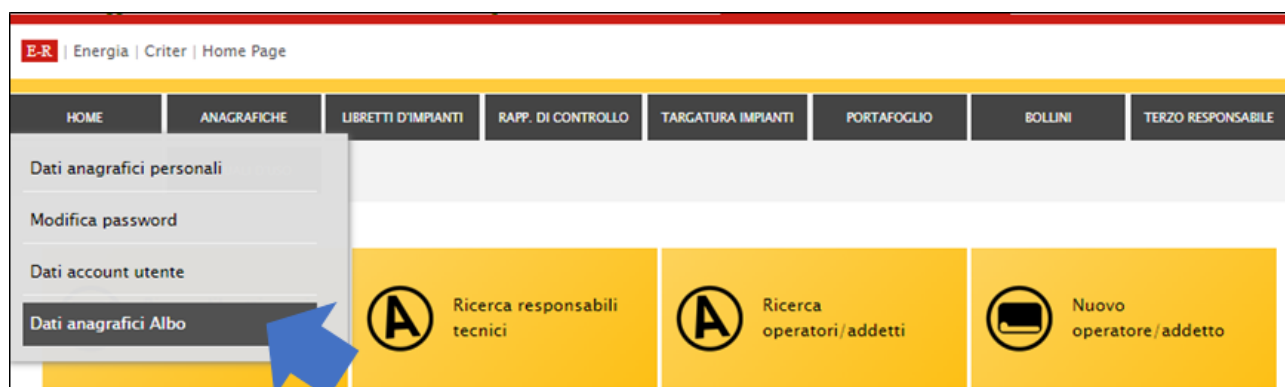 E-R | Energia | Criter | Home Page
HOME ANAGRAFICHE LIBRETTI D'IMPIANTI RAPP. DI CONTROLLO TARGATURA IMPIANTI PORTAFOGLIO BOLLINI TERZO RESPONSABILE
Dati anagrafici personali
Modifica password
Dati account utente
Dati anagrafici Albo
Ricerca responsabili
tecnici
Ricerca
operatori/addetti
Nuovo
operatore/addetto